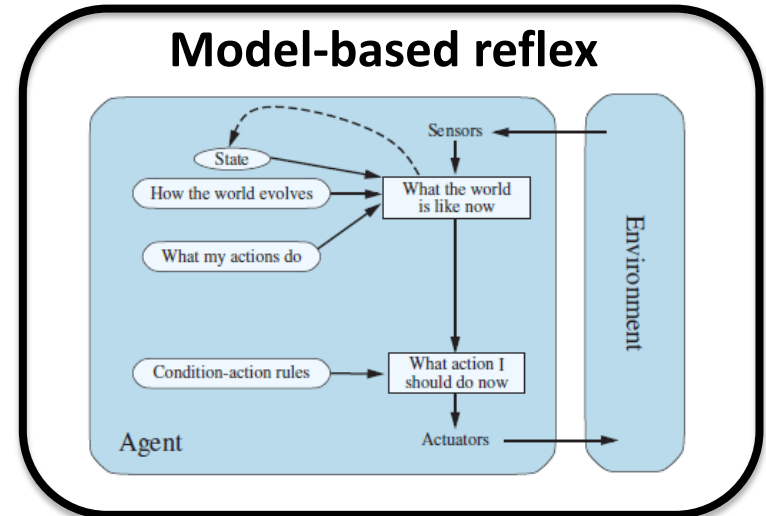 Model-based reflex
Sensors
State
How the world evolves
What the world
is like now
What my actions do
Environment
Condition-action rules
What action I
should do now
Agent
Actuators